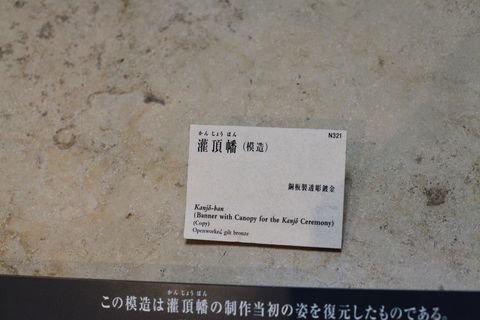 かんじょうばん
N321
灌頂幡（模造）
銅板製透彫鍍金
Kanjō-ban
(Banner with Canopy for the Kanjō Ceremony)
(Copy)
Openworked gilt bronze
かんじょうばん
この模造は灌頂幡の制作当初の姿を復元したものである。